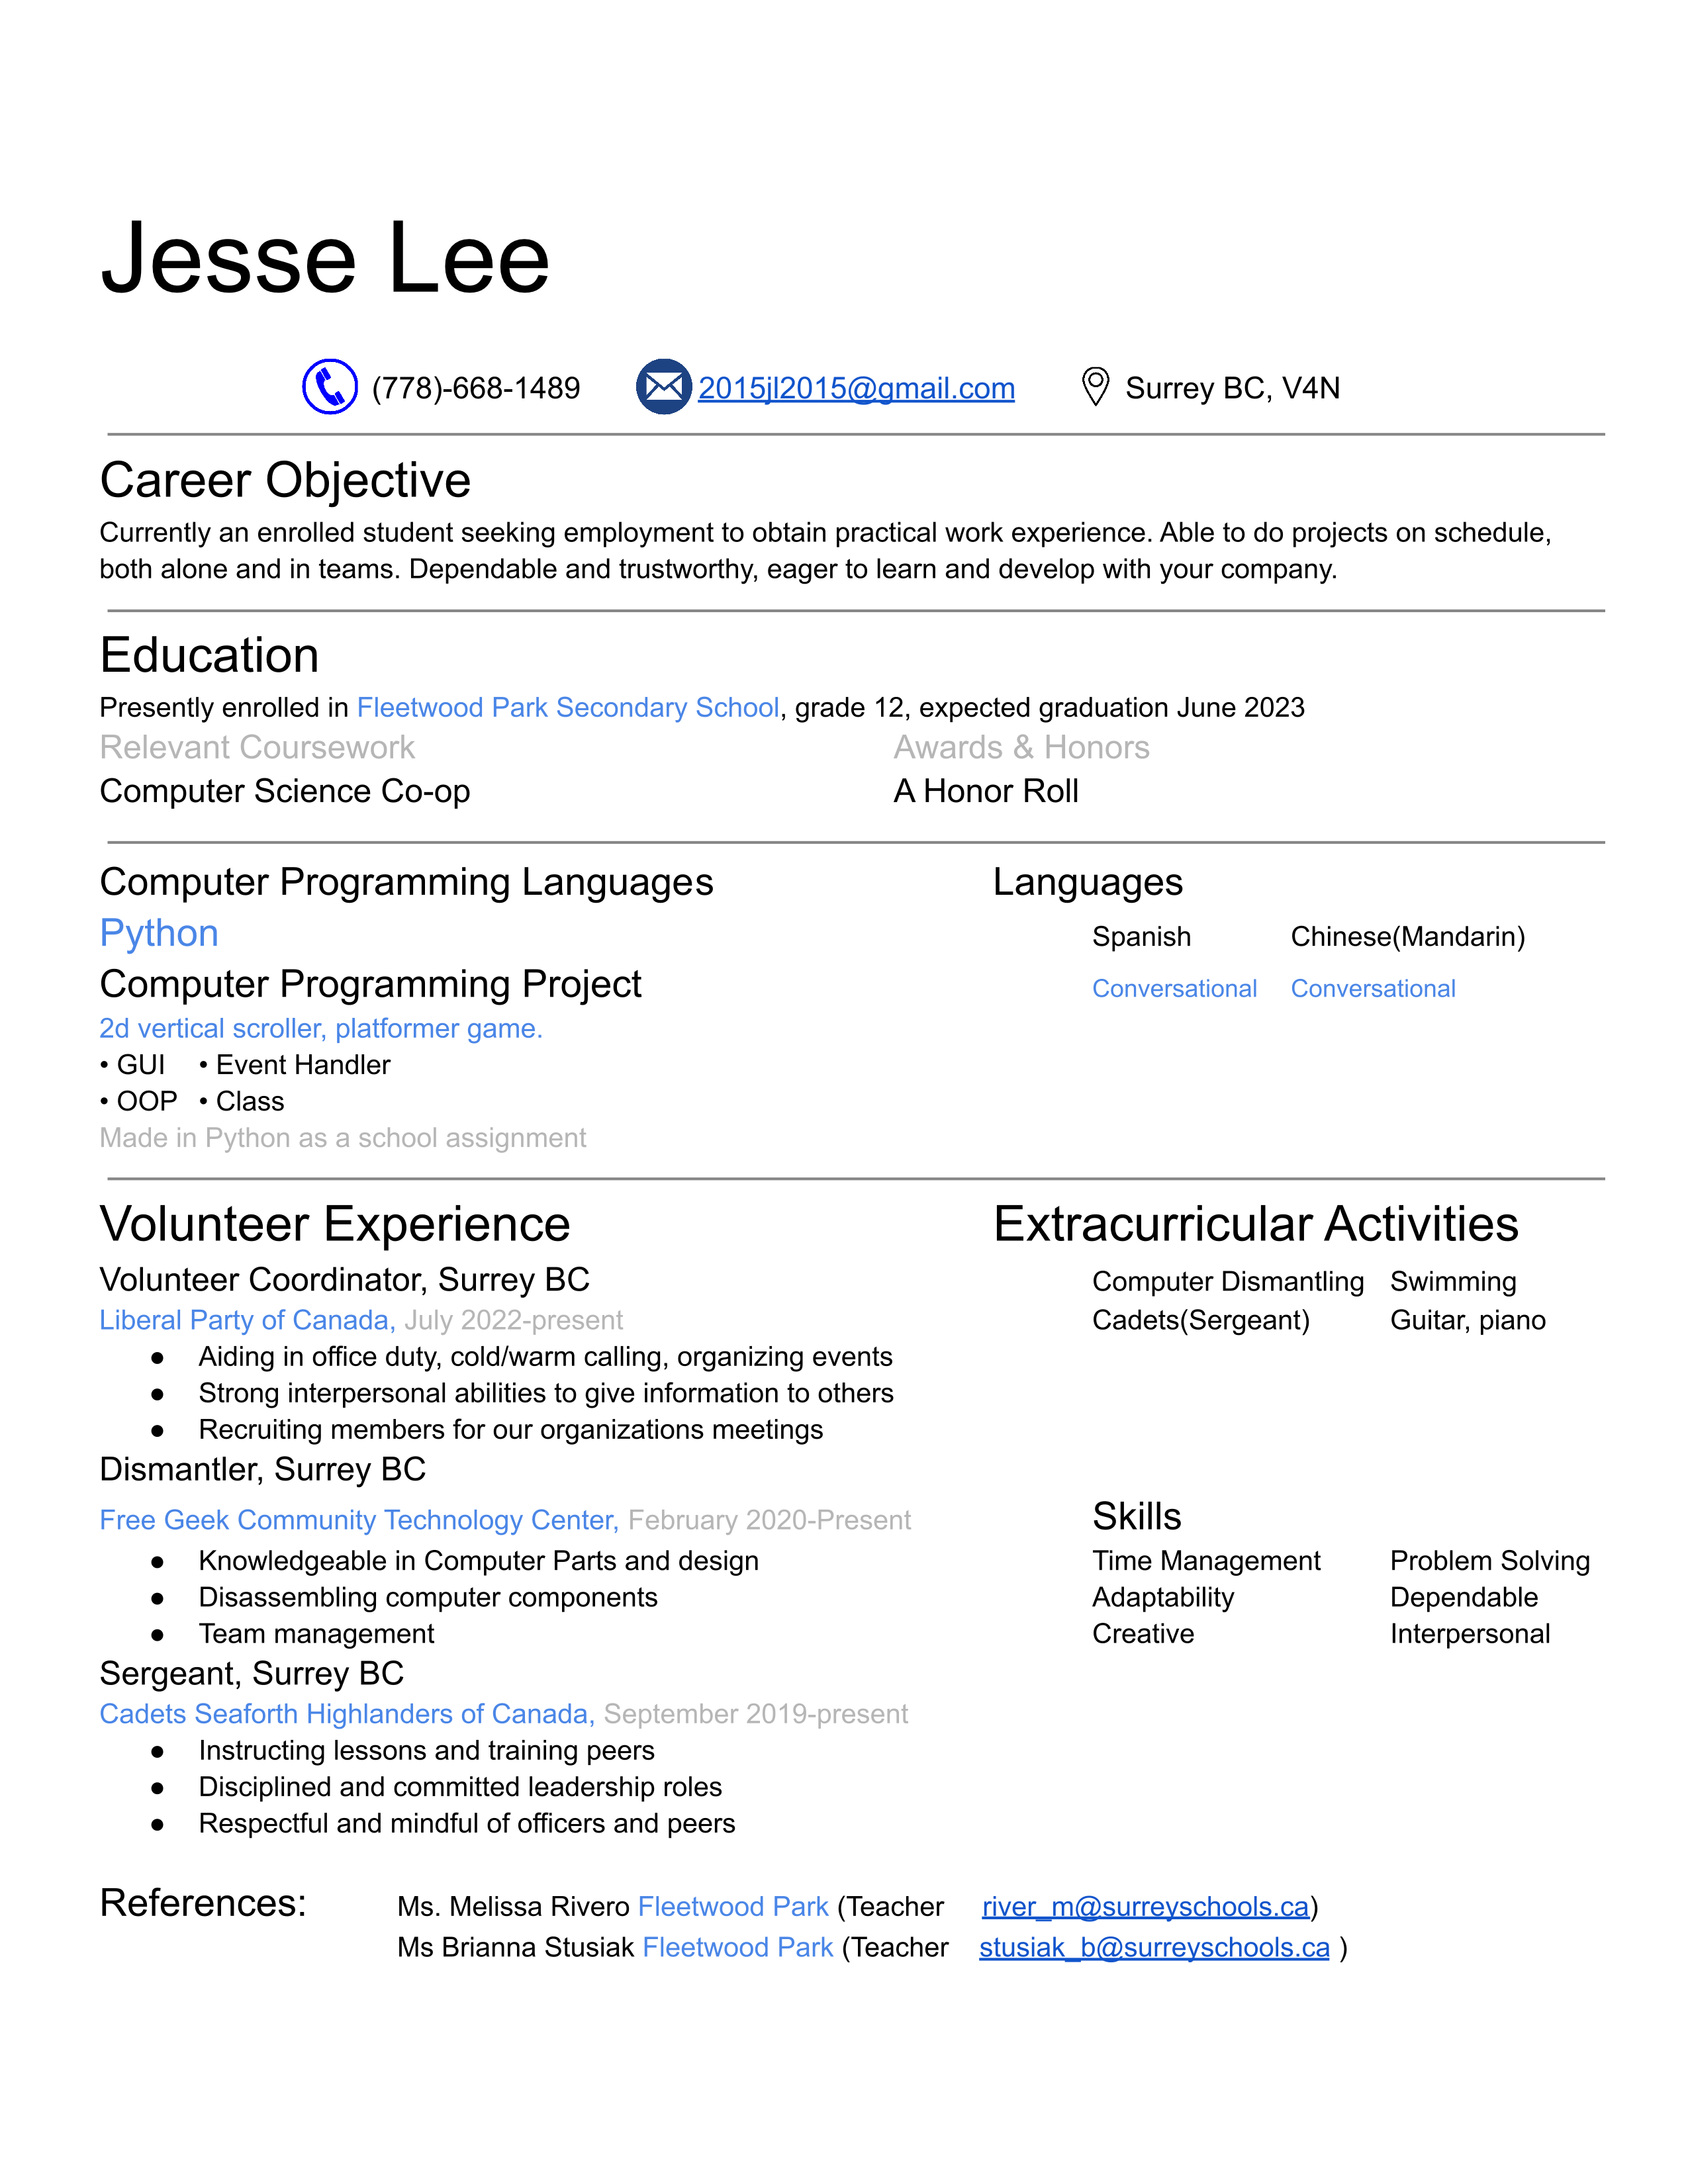 Jesse Lee
(778)-668-1489 2015jl2015@gmail.com Surrey BC, V4N
Career Objective
Currently an enrolled student seeking employment to obtain practical work experience. Able to do projects on schedule,
both alone and in teams. Dependable and trustworthy, eager to learn and develop with your company.
Education
Presently enrolled in Fleetwood Park Secondary School, grade 12, expected graduation June 2023
Relevant Coursework Awards & Honors
Computer Science Co-op A Honor Roll
Computer Programming Languages
Python
Computer Programming Project
2d vertical scroller, platformer game.
• GUI • Event Handler
• OOP • Class
Made in Python as a school assignment
Languages
Spanish Chinese(Mandarin)
Conversational Conversational
Volunteer Experience
Volunteer Coordinator, Surrey BC
Liberal Party of Canada, July 2022-present
● Aiding in office duty, cold/warm calling, organizing events
● Strong interpersonal abilities to give information to others
● Recruiting members for our organizations meetings
Dismantler, Surrey BC
Free Geek Community Technology Center, February 2020-Present
● Knowledgeable in Computer Parts and design
● Disassembling computer components
● Team management
Sergeant, Surrey BC
Cadets Seaforth Highlanders of Canada, September 2019-present
● Instructing lessons and training peers
● Disciplined and committed leadership roles
● Respectful and mindful of officers and peers
Extracurricular Activities
Computer Dismantling Swimming
Cadets(Sergeant) Guitar, piano
Skills
Time Management Problem Solving
Adaptability Dependable
Creative Interpersonal
References: Ms. Melissa Rivero Fleetwood Park (Teacher river_m@surreyschools.ca)
Ms Brianna Stusiak Fleetwood Park (Teacher stusiak_b@surreyschools.ca )